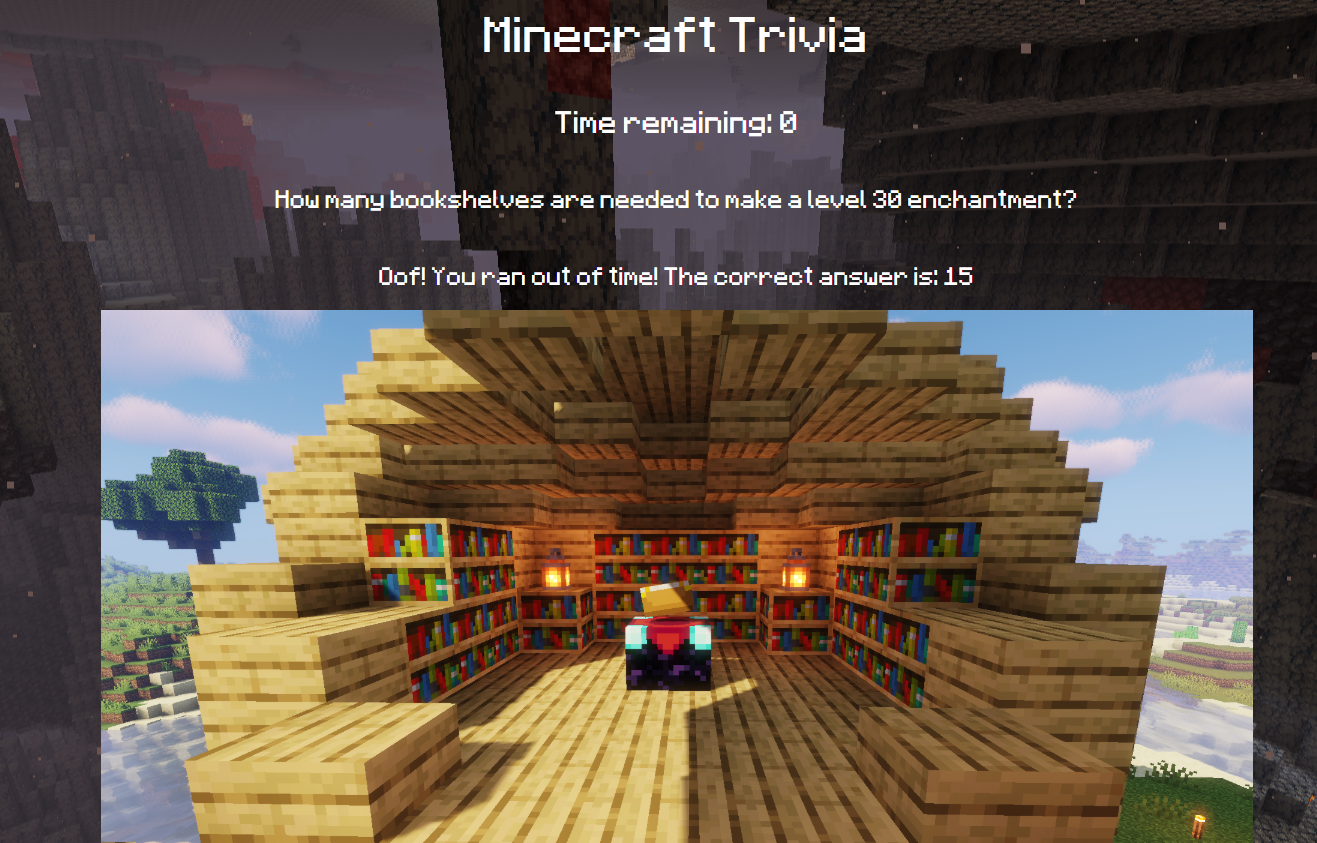 Minecraft Trivia
Time remaining: 0
How many bookshelves are needed to make a level 30 enchantment?
Oof! You ran out of time! The correct answer is: 15